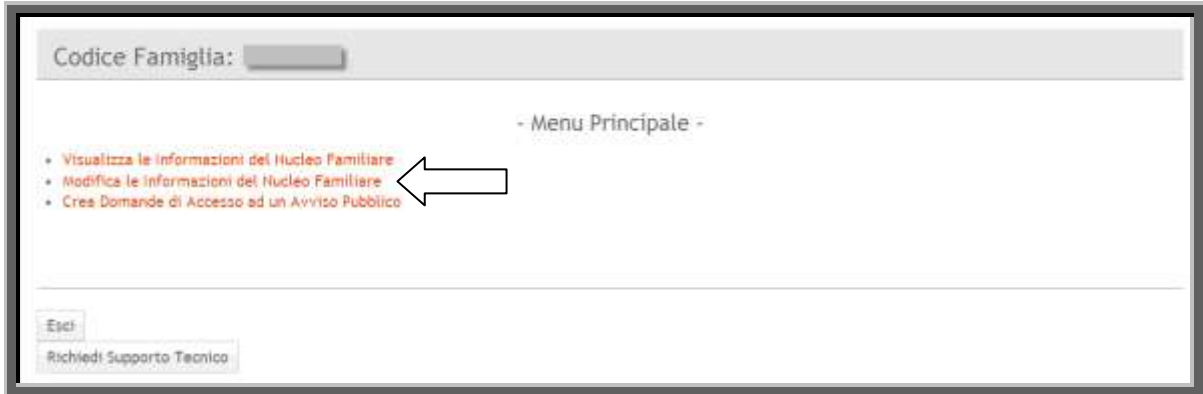 Codice Famiglia:
- Menu Principale -
• Visualizza le Informazioni del Nucleo Familiare
• Modifica le Informazioni del Nucleo Familiare
• Crea Domande di Accesso ad un Avviso Pubblico
Esci
Richiedi Supporto Tecnico